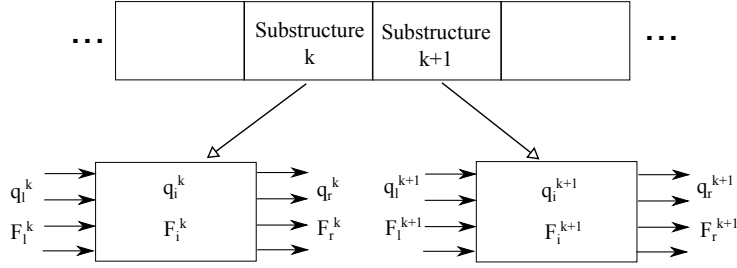 ... Substructure Substructure ...
k k+1
q_l^k q_i^k q_r^k q_l^{k+1} q_i^{k+1} q_r^{k+1}
F_l^k F_i^k F_r^k F_l^{k+1} F_i^{k+1} F_r^{k+1}